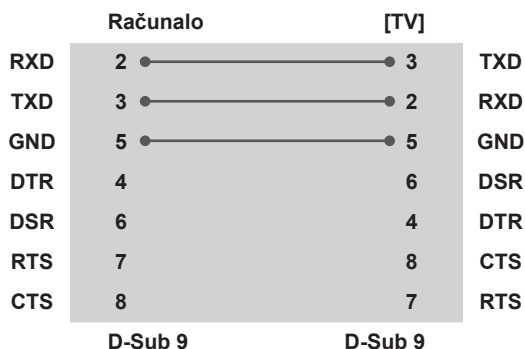 Računalo [TV]
RXD 2 3 TXD
TXD 3 2 RXD
GND 5 5 GND
DTR 4 6 DSR
DSR 6 4 DTR
RTS 7 8 CTS
CTS 8 7 RTS
D-Sub 9 D-Sub 9